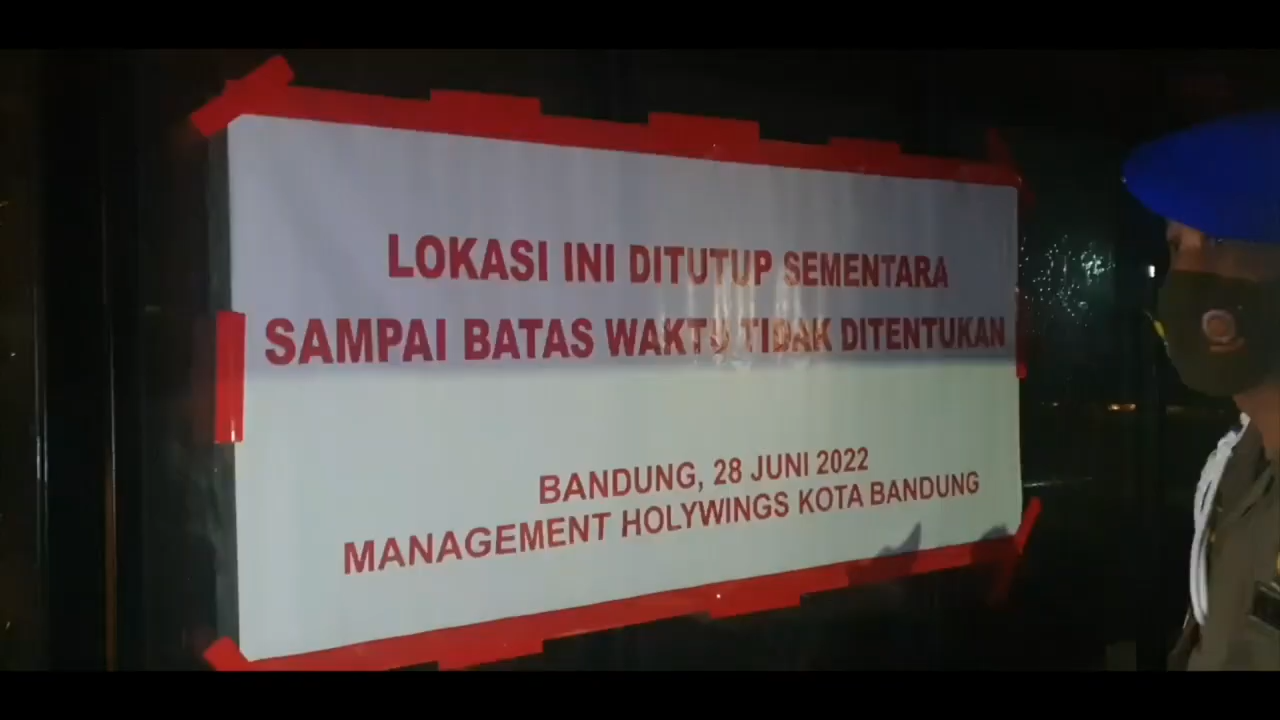 LOKASI INI DITUTUP SEMENTARA
SAMPAI BATAS WAKTU TIDAK DITENTUKAN
BANDUNG, 28 JUNI 2022
MANAGEMENT HOLYWINGS KOTA BANDUNG